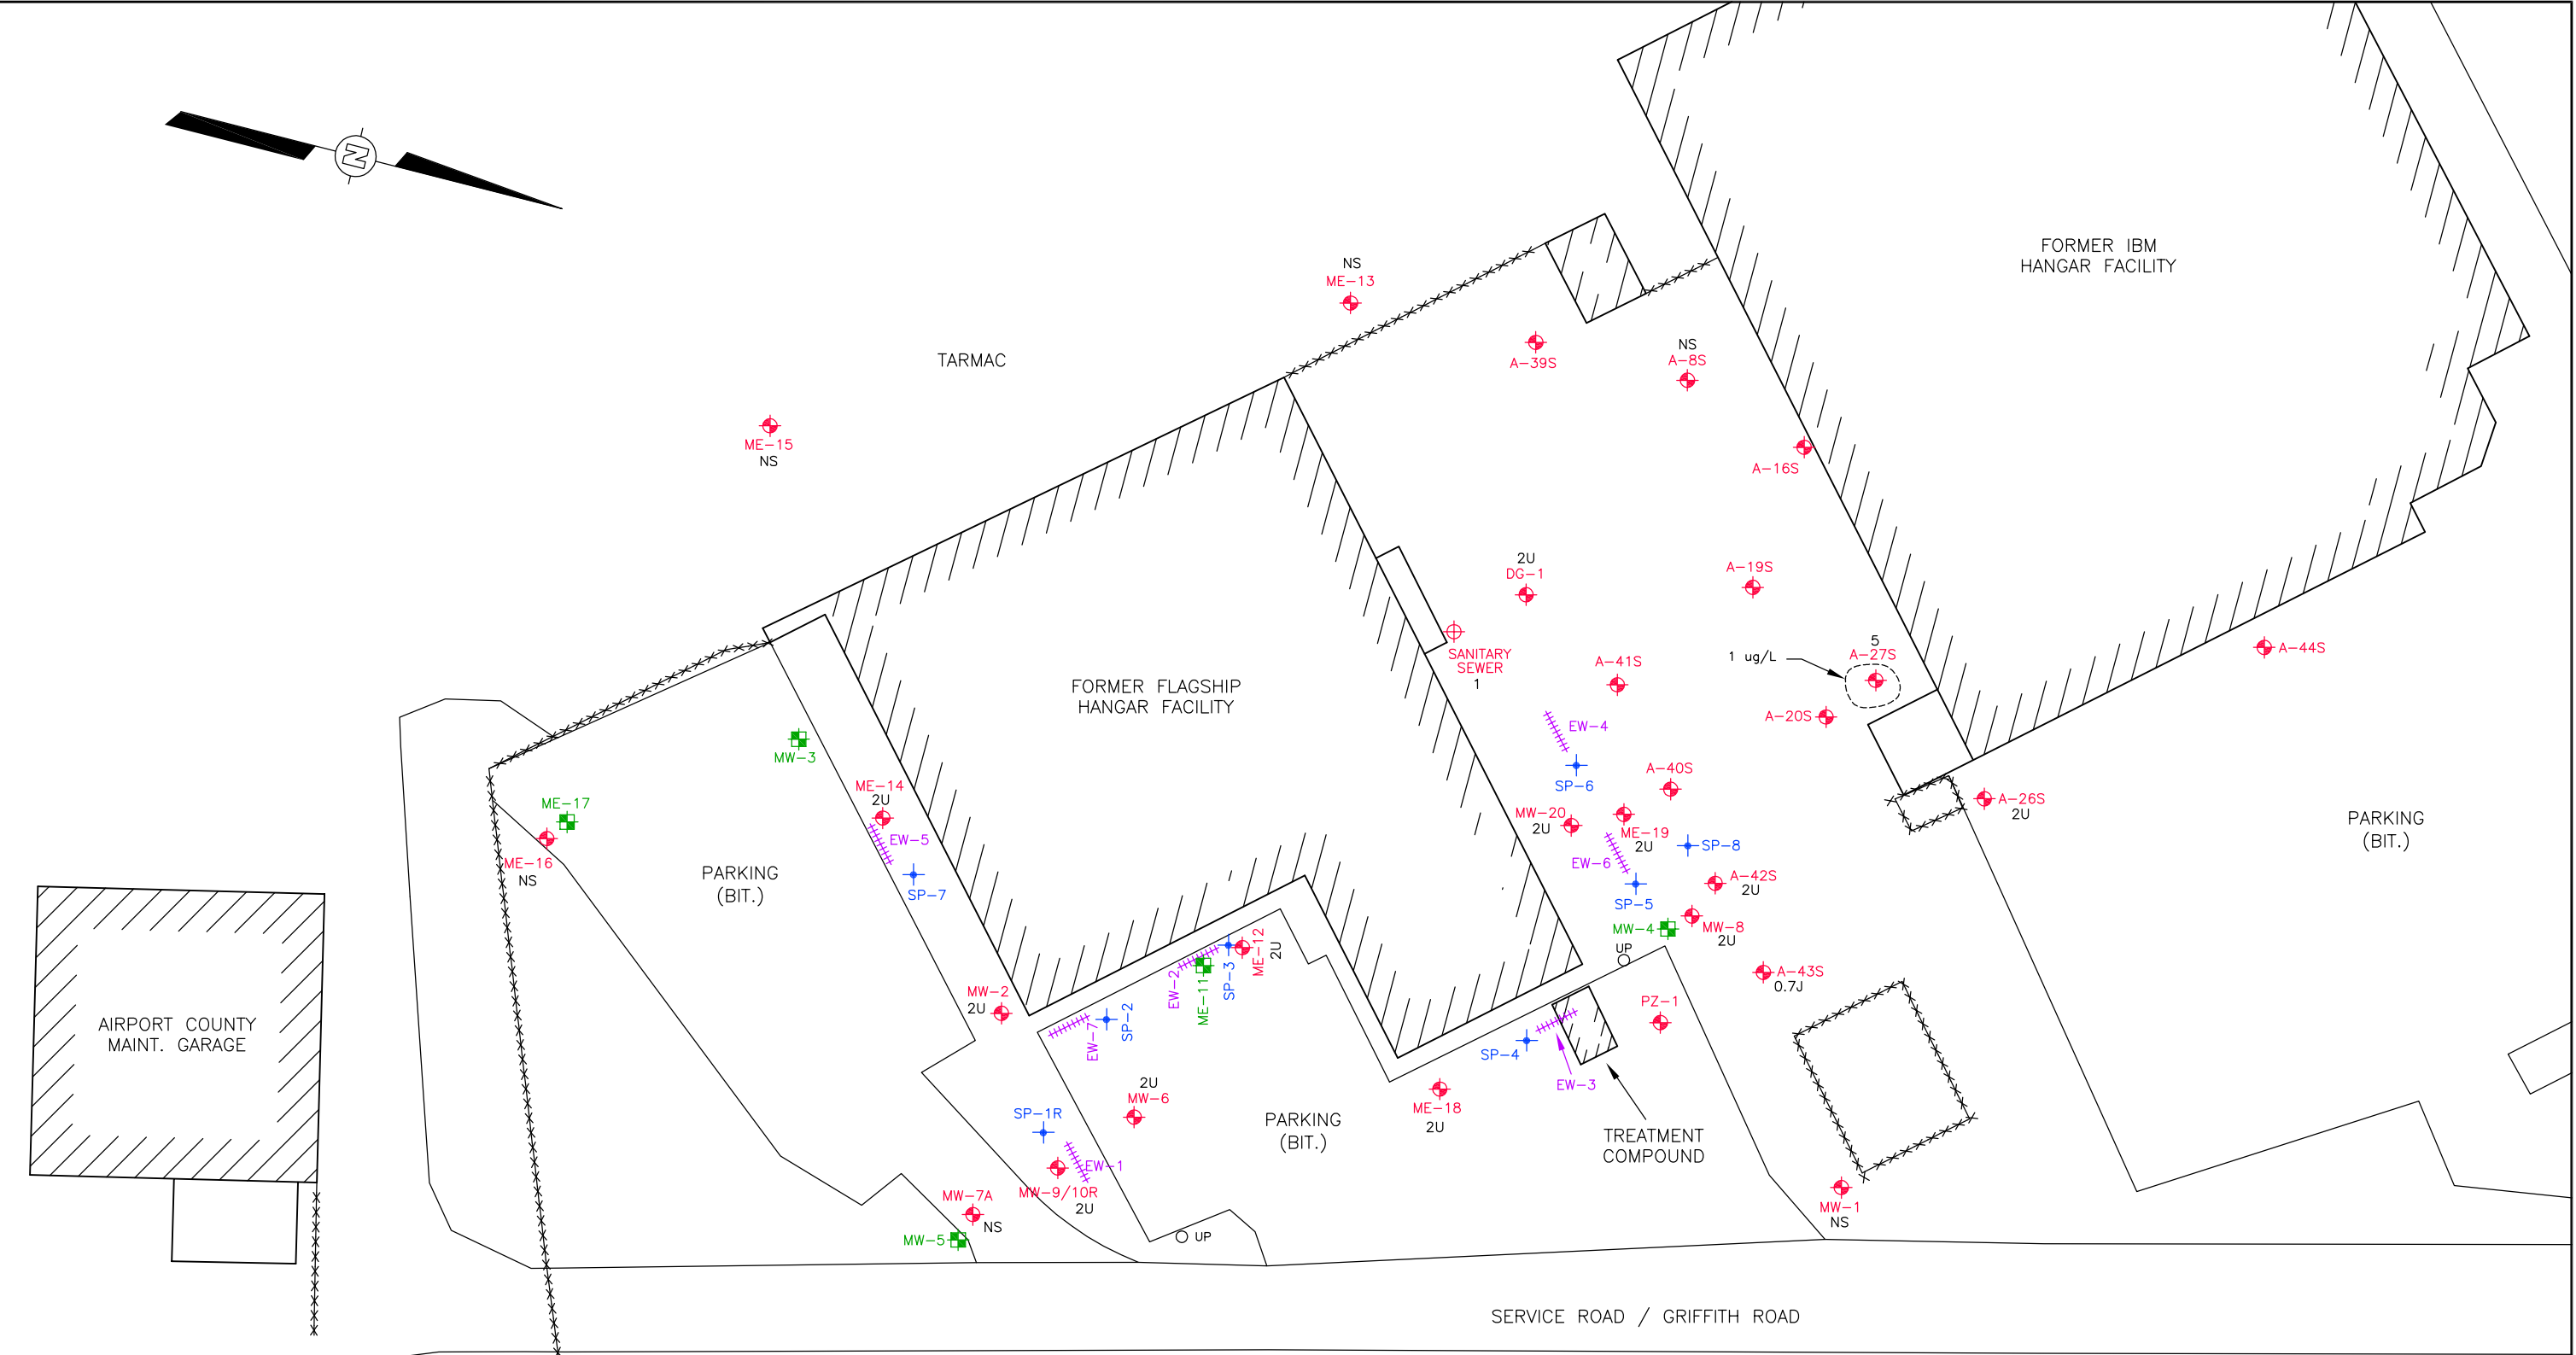 N
FORMER IBM
HANGAR FACILITY
NS
ME-13
TARMAC
A-39S
NS
A-8S
ME-15
NS
A-16S
2U
DG-1
A-19S
SANITARY
SEWER
1
A-41S
1 ug/L
5
A-27S
A-44S
FORMER FLAGSHIP
HANGAR FACILITY
EW-4
A-20S
MW-3
SP-6
A-40S
ME-14
2U
ME-17
MW-20
2U
ME-19
2U
A-26S
2U
PARKING
(BIT.)
EW-5
SP-8
ME-16
NS
PARKING
(BIT.)
EW-6
SP-7
SP-5
A-42S
2U
MW-4
MW-8
2U
UP
ME-12
2U
SP-3
EW-2
ME-11
A-43S
0.7J
MW-2
2U
PZ-1
SP-2
EW-7
AIRPORT COUNTY
MAINT. GARAGE
SP-4
EW-3
2U
MW-6
ME-18
2U
SP-1R
PARKING
(BIT.)
TREATMENT
COMPOUND
EW-1
MW-9/10R
2U
MW-7A
NS
MW-5
UP
MW-1
NS
SERVICE ROAD / GRIFFITH ROAD